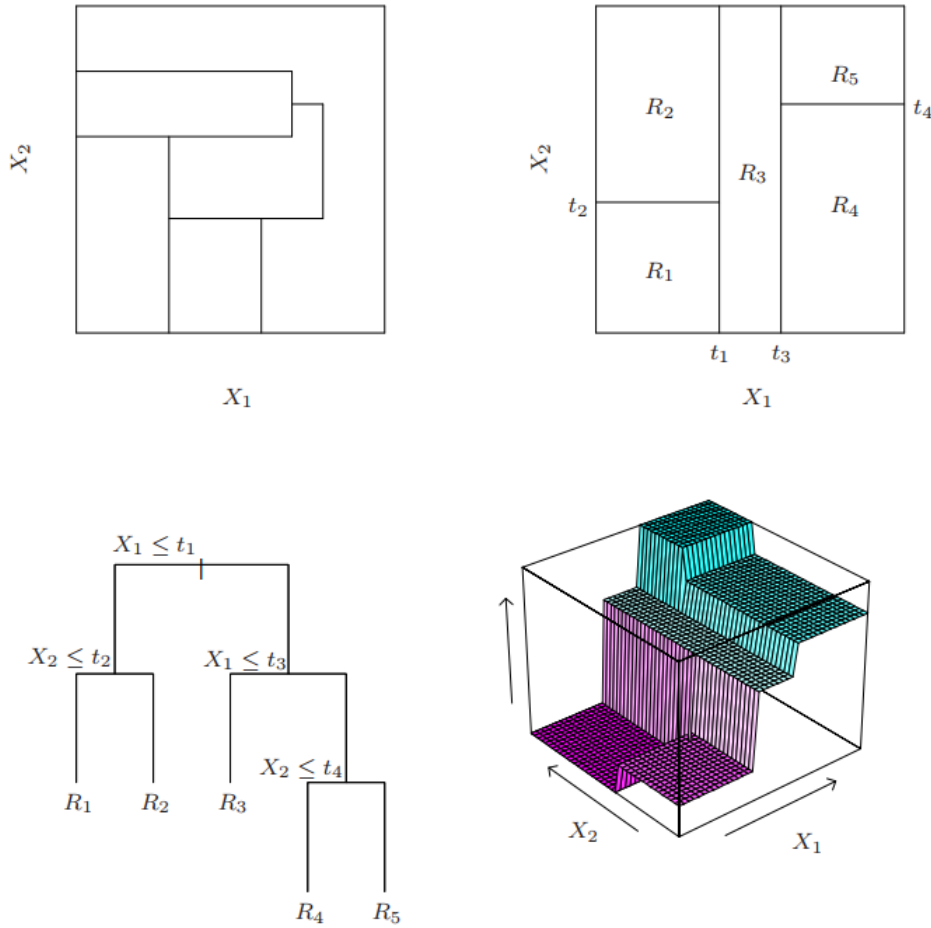 X₂
X₁
R₅
R₂
t₄
X₂
R₃
t₂
R₄
R₁
t₁
t₃
X₁
X₁ ≤ t₁
X₂ ≤ t₂
X₁ ≤ t₃
X₂ ≤ t₄
R₁
R₂
R₃
R₄
R₅
X₂
X₁